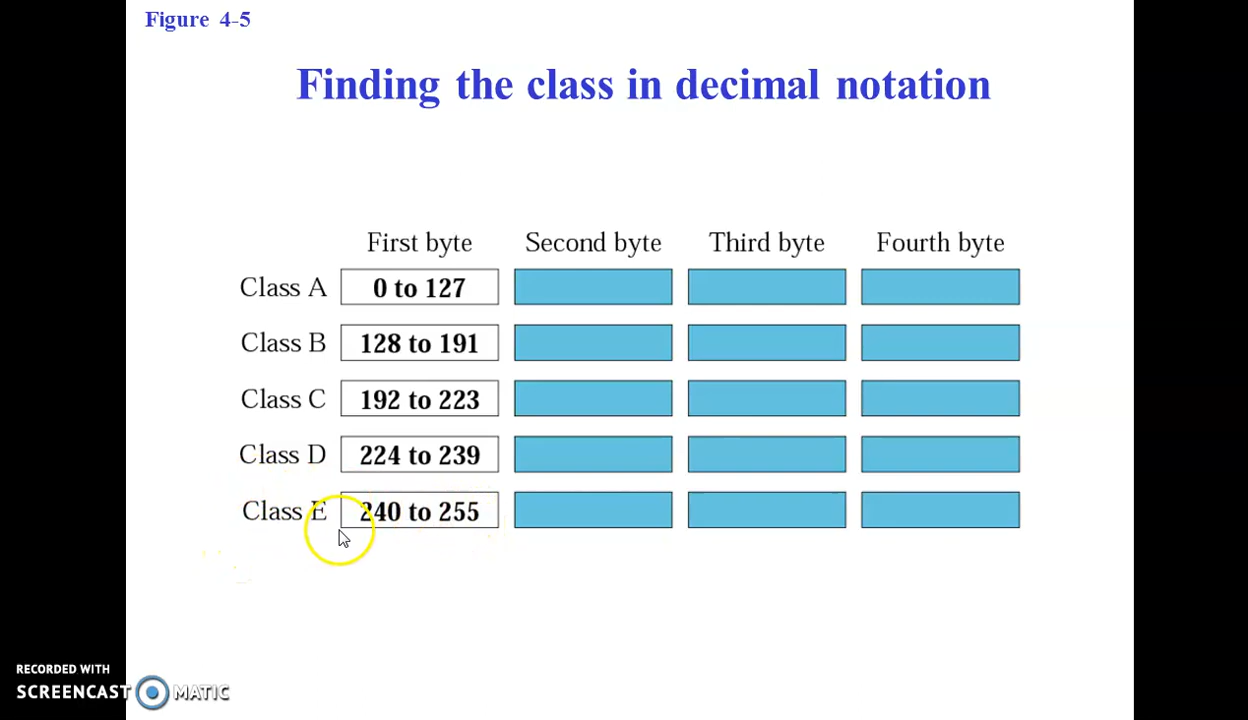 Figure 4-5
Finding the class in decimal notation
First byte Second byte Third byte Fourth byte
Class A 0 to 127
Class B 128 to 191
Class C 192 to 223
Class D 224 to 239
Class E 240 to 255
RECORDED WITH
SCREENCAST MATIC